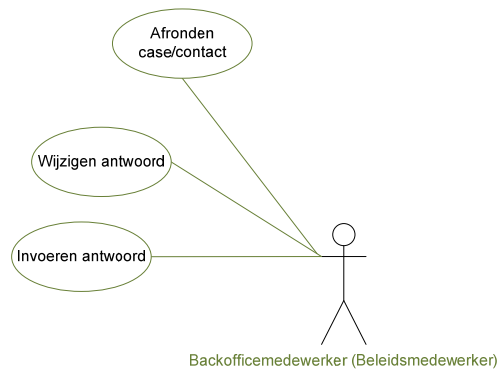 Afronden
case/contact
Wijzigen antwoord
Invoeren antwoord
Backofficemedewerker (Beleidsmedewerker)